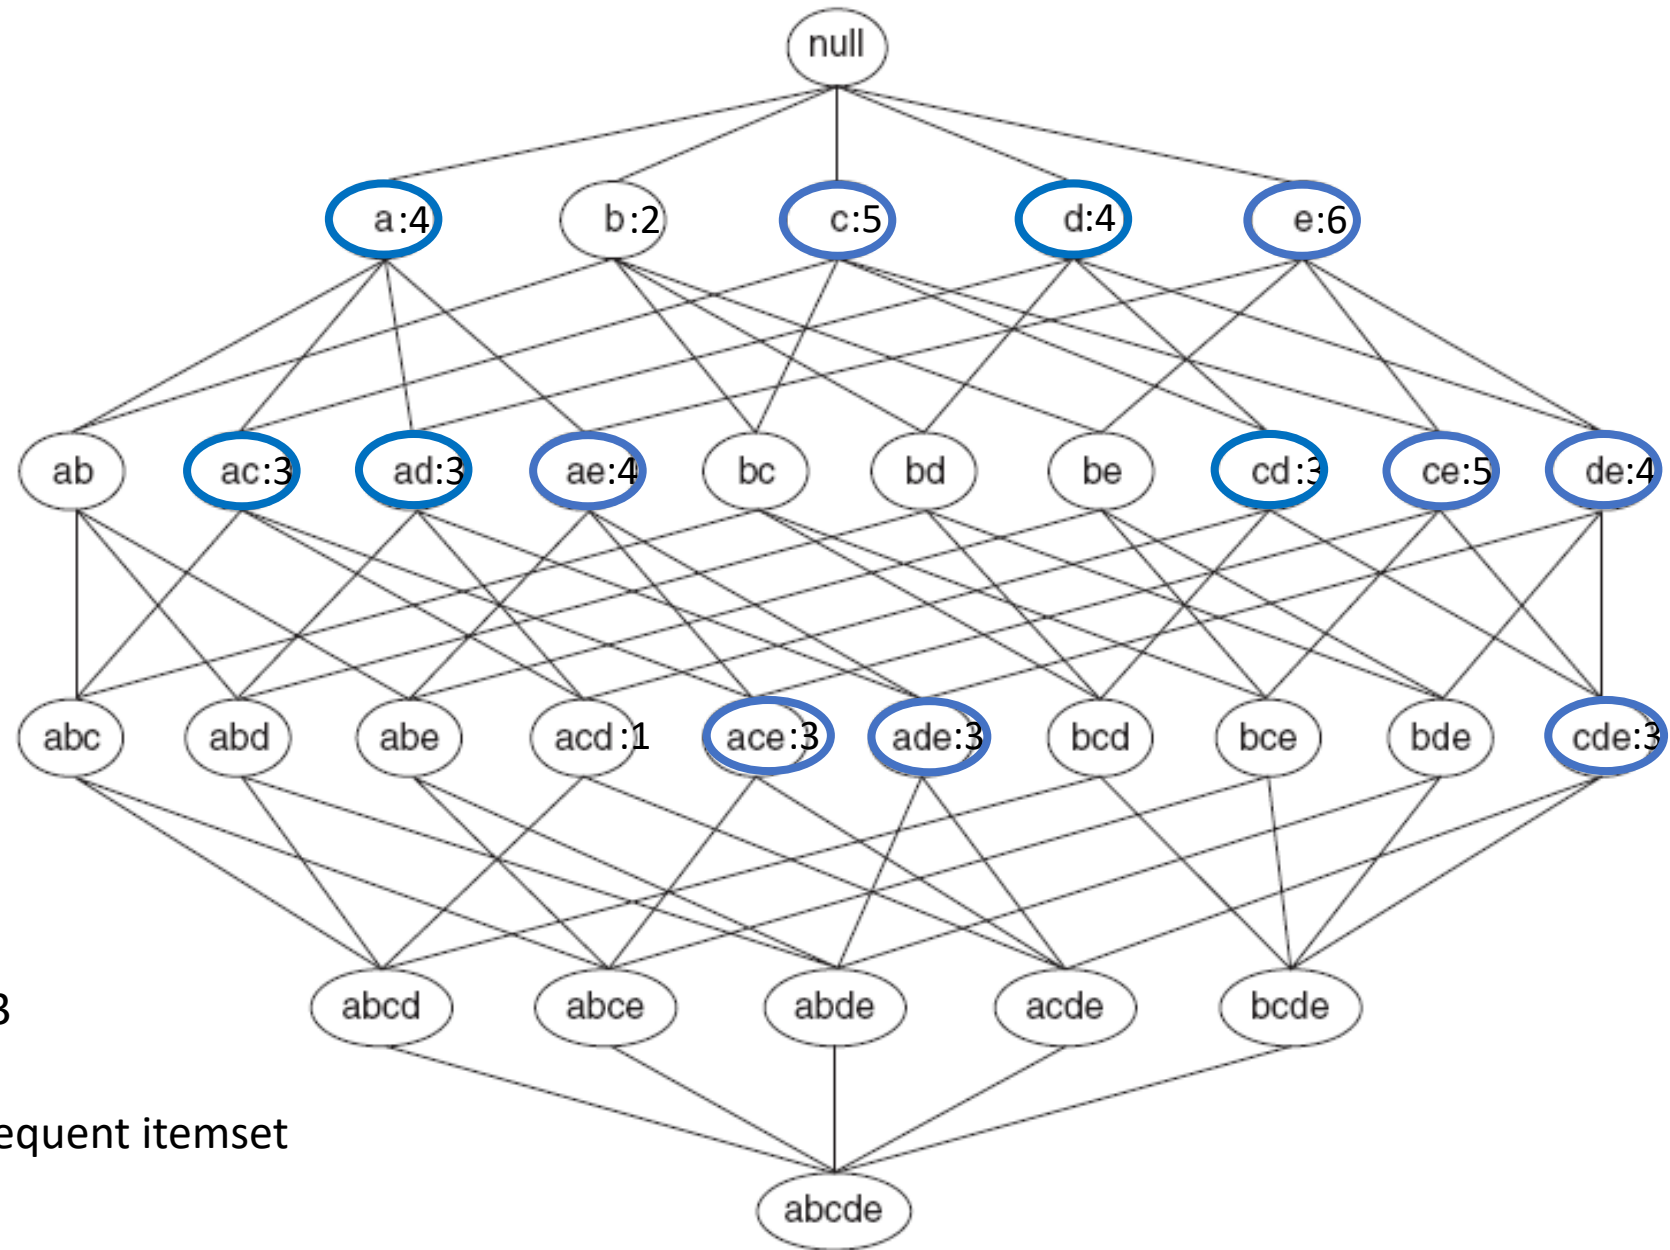 null
a:4 b:2 c:5 d:4 e:6
ab ac:3 ad:3 ae:4 bc bd be cd:3 ce:5 de:4
abc abd abe acd:1 ace:3 ade:3 bcd bce bde cde:3
abcd abce abde acde bcde
3
equent itemset
abcde